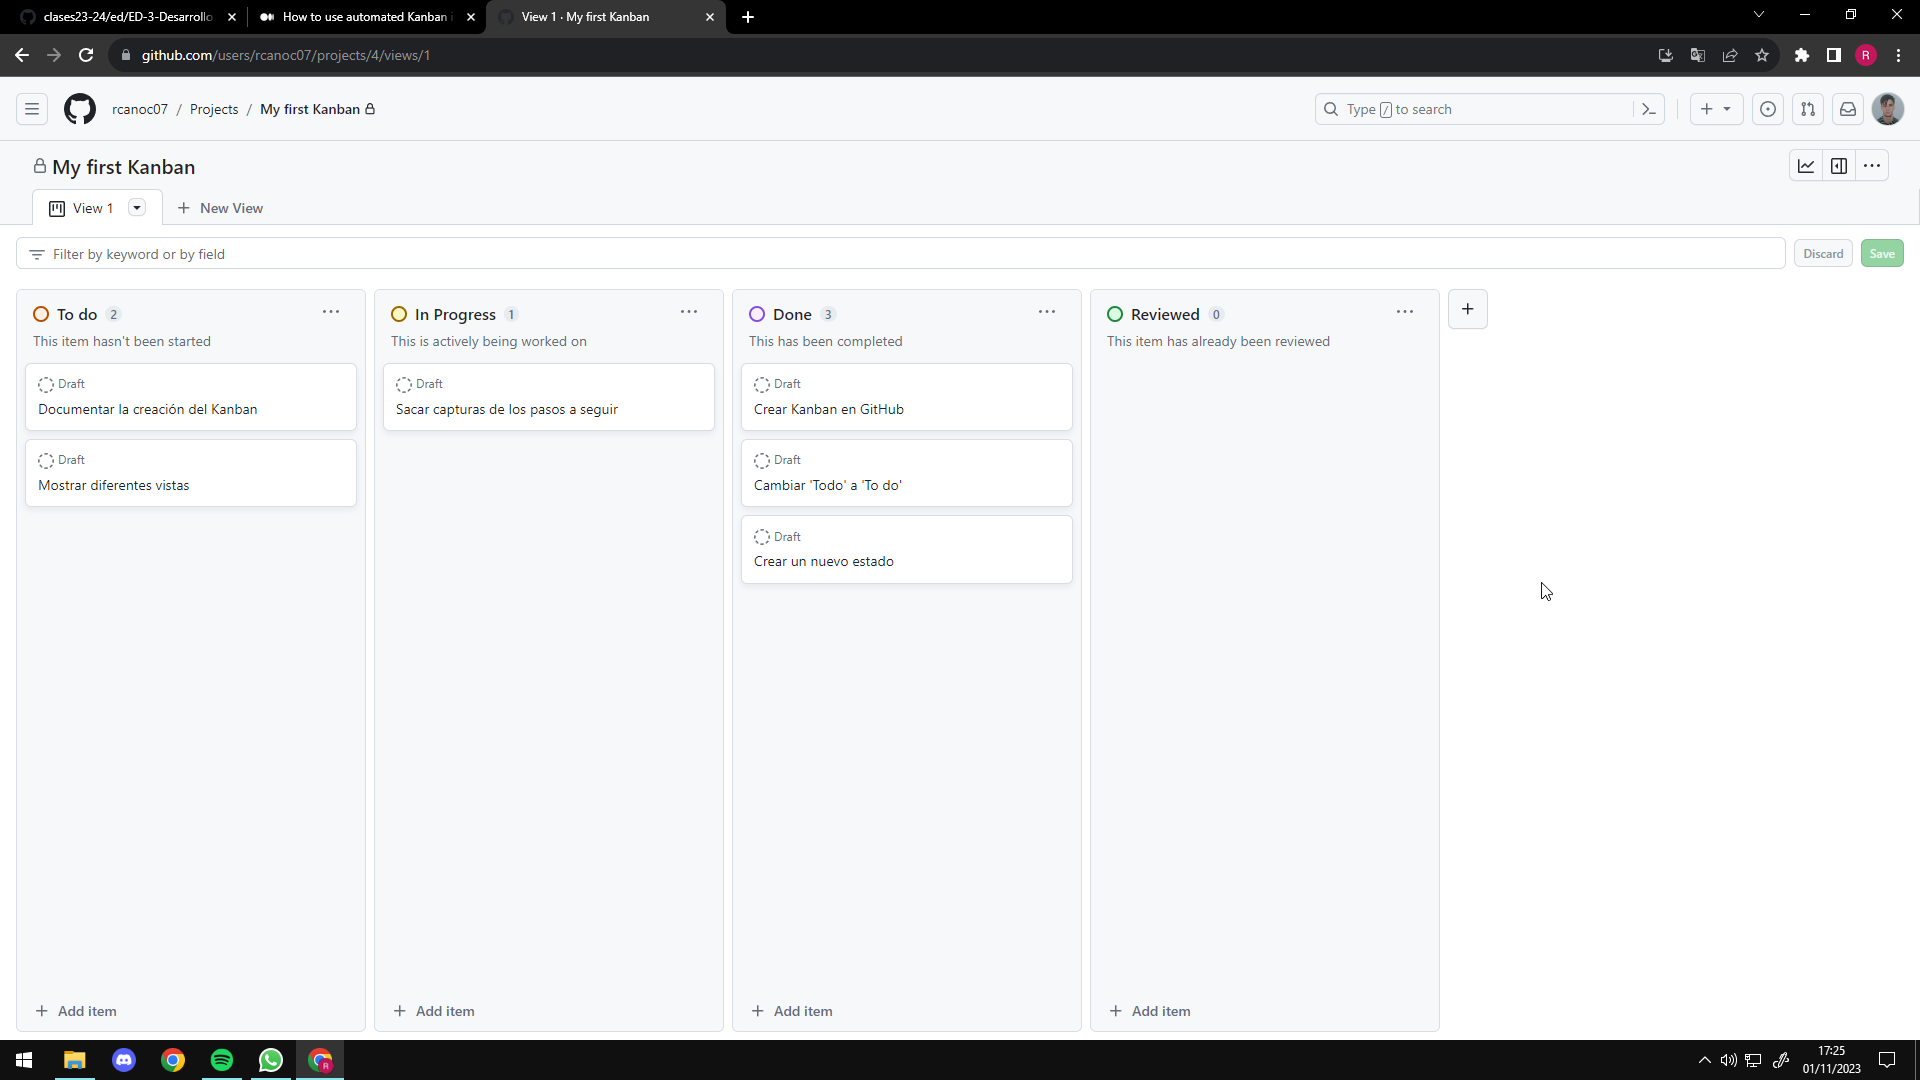 clases23-24/ed/ED-3-Desarrollo
How to use automated Kanban
View 1 · My first Kanban
github.com/users/rcanoc07/projects/4/views/1
R
rcanoc07 / Projects / My first Kanban
Type / to search
My first Kanban
View 1
New View
Filter by keyword or by field
Discard
Save
To do 2
This item hasn't been started
Draft
Documentar la creación del Kanban
Draft
Mostrar diferentes vistas
Add item
In Progress 1
This is actively being worked on
Draft
Sacar capturas de los pasos a seguir
Add item
Done 3
This has been completed
Draft
Crear Kanban en GitHub
Draft
Cambiar 'Todo' a 'To do'
Draft
Crear un nuevo estado
Add item
Reviewed 0
This item has already been reviewed
Add item
R
17:25
01/11/2023